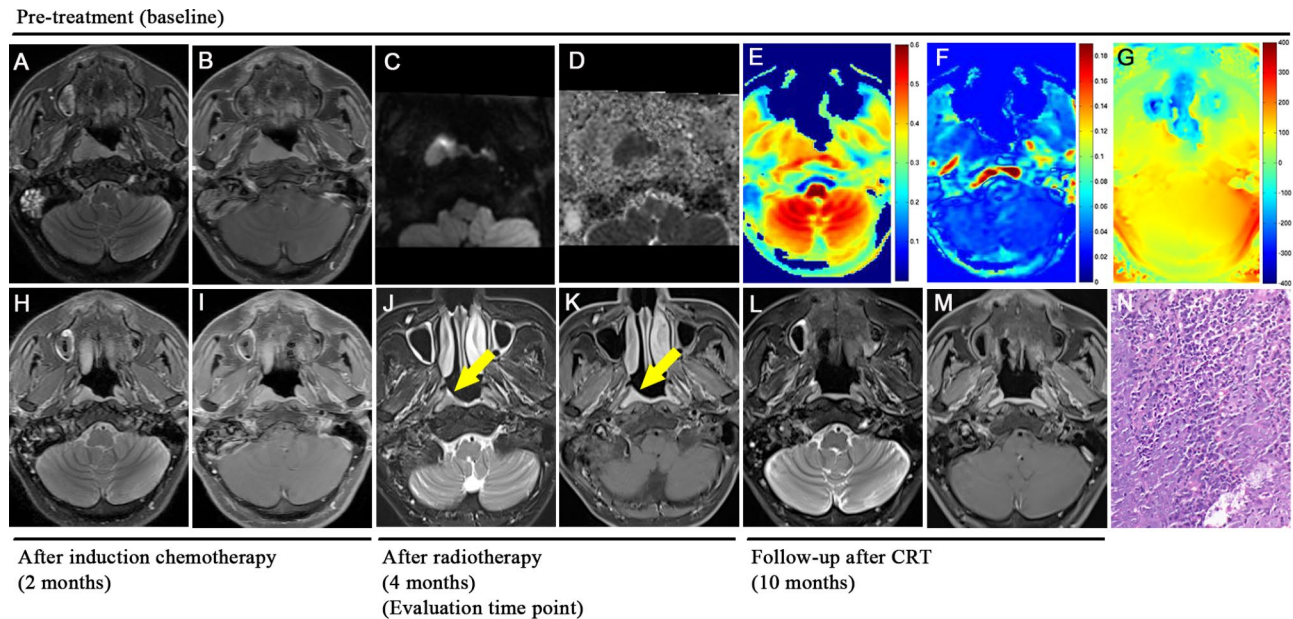 Pre-treatment (baseline)
A
B
C
D
E
0.6
0.5
0.4
0.3
0.2
0.1
F
0.18
0.16
0.14
0.12
0.1
0.08
0.06
0.04
0.02
0
G
400
300
200
100
0
-100
-200
-300
-400
H
I
J
K
L
M
N
After induction chemotherapy
(2 months)
After radiotherapy
(4 months)
(Evaluation time point)
Follow-up after CRT
(10 months)